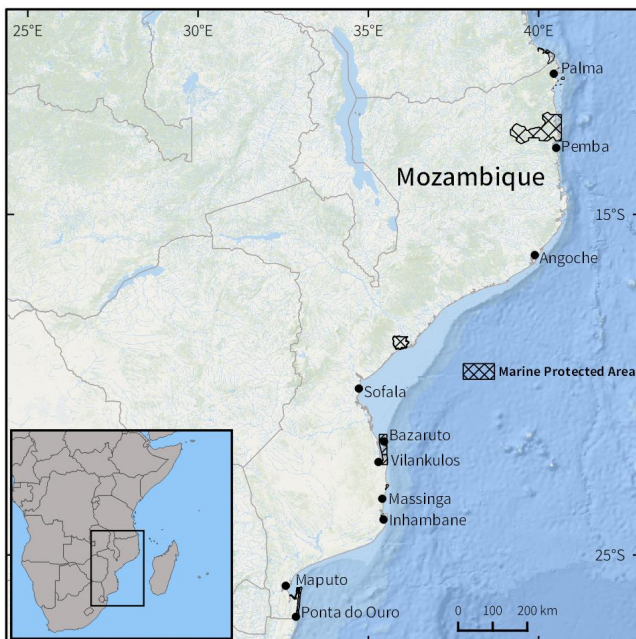 25°E 30°E 35°E 40°E
Palma
Pemba
Mozambique
15°S
Angoche
Marine Protected Area
Sofala
Bazaruto
Vilankulos
Massinga
Inhambane
25°S
Maputo
Ponta do Ouro
0 100 200 km